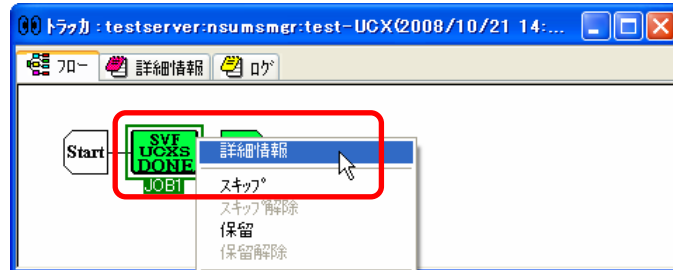 トラッカ : testserver:nsumsmgr:test-UCX(2008/10/21 14:...
フロー 詳細情報 ログ
Start
SVF
UCXS
DONE
JOB1
詳細情報
スキップ
スキップ解除
保留
保留解除